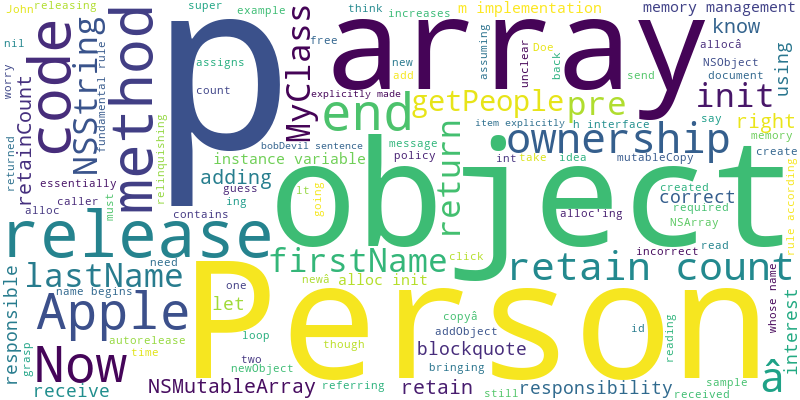 John releasing
super
example
think
increases
m implementation
memory management
nil
code
NSString
fundamental rule
method
p
assigns
count
MyClass
free
explicitly made
array
new
add
assuming
Doe
unclear
back
know
allocâ
NSObject
document
send
using
worry
retainCount
relinquishing
end
getPeople
pre
init
item explicitly
h interface
say
right
returned
bobDevil sentence
message
policy
return
ownership
int
take
idea
mutableCopy
memory
create
essentially
instance variable
adding
guess
ing
lt
going
object
created
required
NSArray
correct
rule according
caller
alloc
must
contains
alloc'ing
incorrect
read
release
firstName
click
retain count
responsible
lastName
need
name begins
one
newâ
alloc init
Apple
let
Person
copyâ
addObject
id
reading
interest
whose name
grasp
autorelease
time
loop
though
two
newObject
blockquote
bringing
Now
receive
NSMutableArray
referring
retain
still
responsibility
received
sample
â